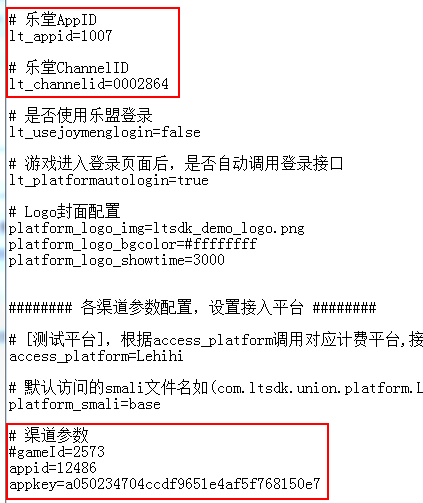 # 乐堂AppID
lt_appid=1007
# 乐堂ChannelID
lt_channelid=0002864
# 是否使用乐盟登录
lt_usejoymenglogin=false
# 游戏进入登录页面后，是否自动调用登录接口
lt_platformautologin=true
# Logo封面配置
platform_logo_img=ltsdk_demo_logo.png
platform_logo_bgcolor=#ffffffff
platform_logo_showtime=3000
######## 各渠道参数配置，设置接入平台 ########
# [测试平台]，根据access_platform调用对应计费平台,接
access_platform=Lehihi
# 默认访问的smali文件名如(com.ltsdk.union.platform.L
platform_smali=base
# 渠道参数
#gameId=2573
appid=12486
appkey=a050234704ccdf9651e4af5f768150e7